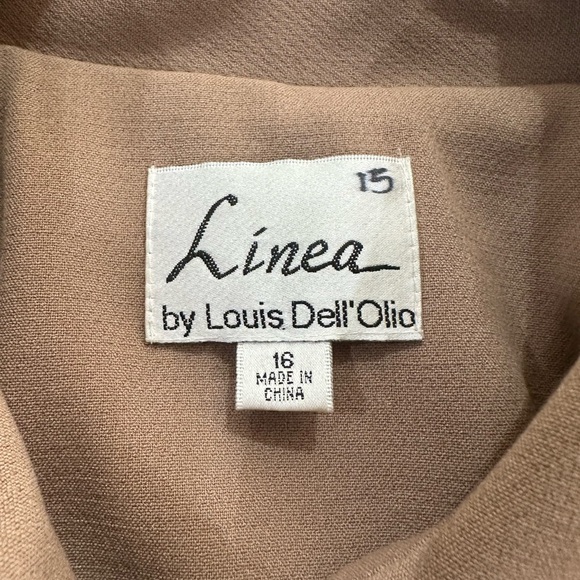 15
Linea
by Louis Dell'Olio
16
MADE IN
CHINA